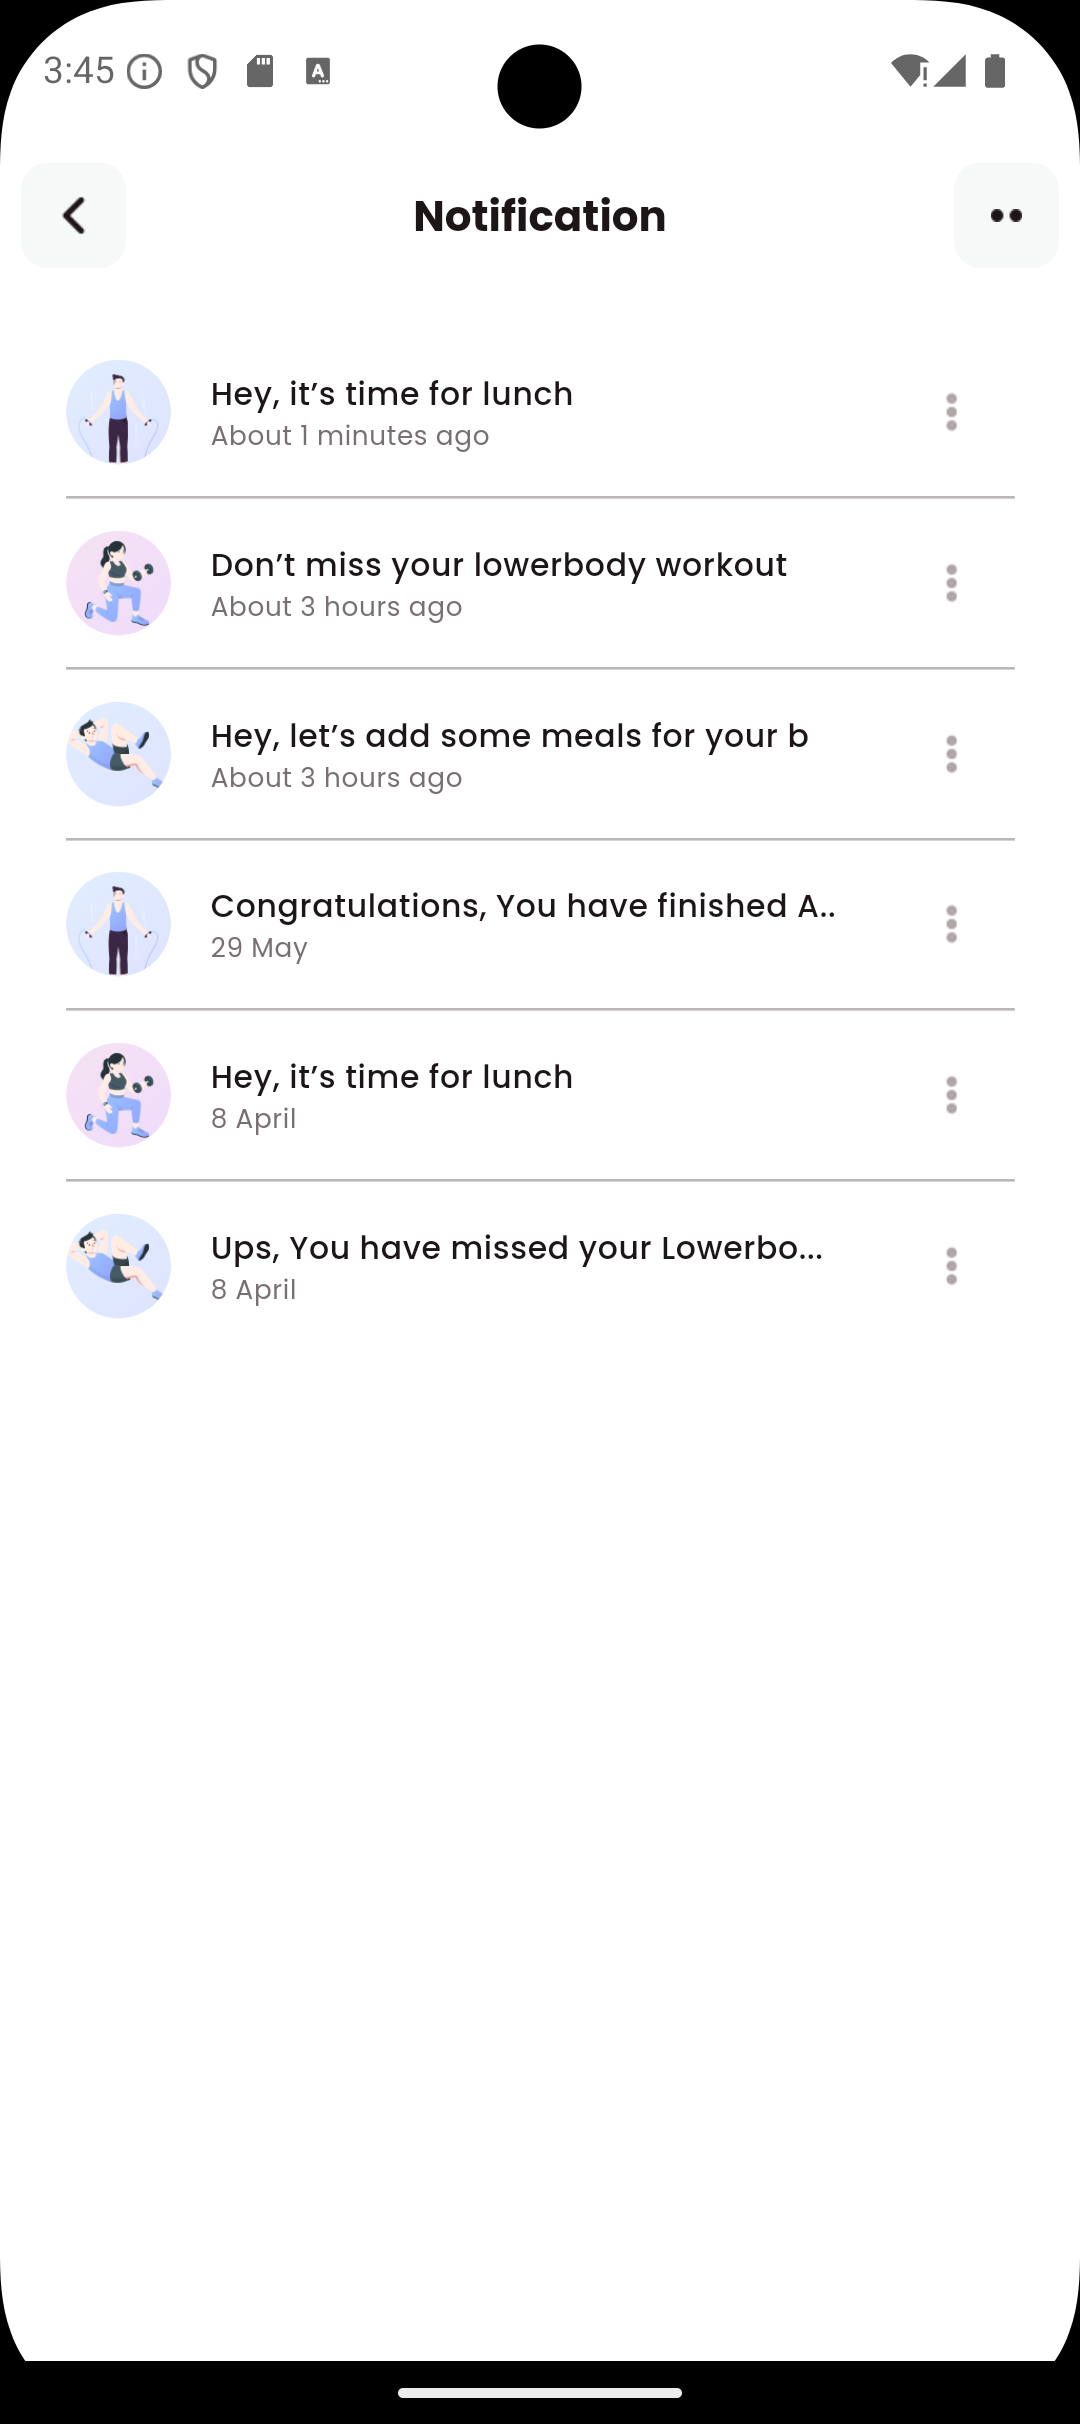 3:45
Notification
Hey, it’s time for lunch
About 1 minutes ago
Don’t miss your lowerbody workout
About 3 hours ago
Hey, let’s add some meals for your b
About 3 hours ago
Congratulations, You have finished A..
29 May
Hey, it’s time for lunch
8 April
Ups, You have missed your Lowerbo...
8 April